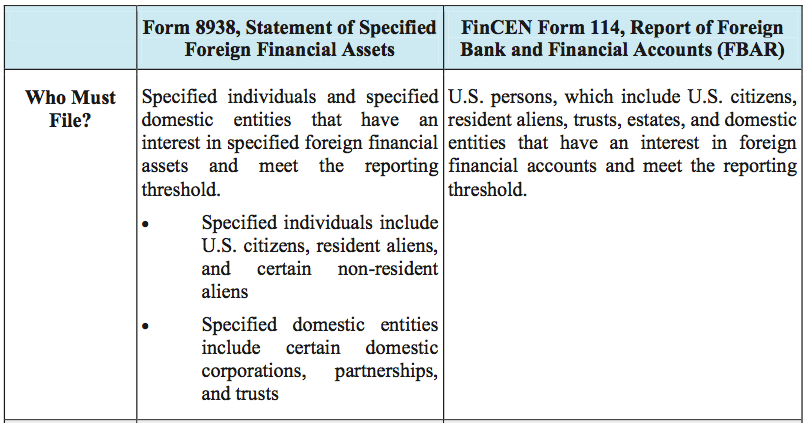 Form 8938, Statement of Specified
Foreign Financial Assets
FinCEN Form 114, Report of Foreign
Bank and Financial Accounts (FBAR)
Who Must
File?
Specified individuals and specified
domestic entities that have an
interest in specified foreign financial
assets and meet the reporting
threshold.
• Specified individuals include
U.S. citizens, resident aliens,
and certain non-resident
aliens
• Specified domestic entities
include certain domestic
corporations, partnerships,
and trusts
U.S. persons, which include U.S. citizens,
resident aliens, trusts, estates, and domestic
entities that have an interest in foreign
financial accounts and meet the reporting
threshold.